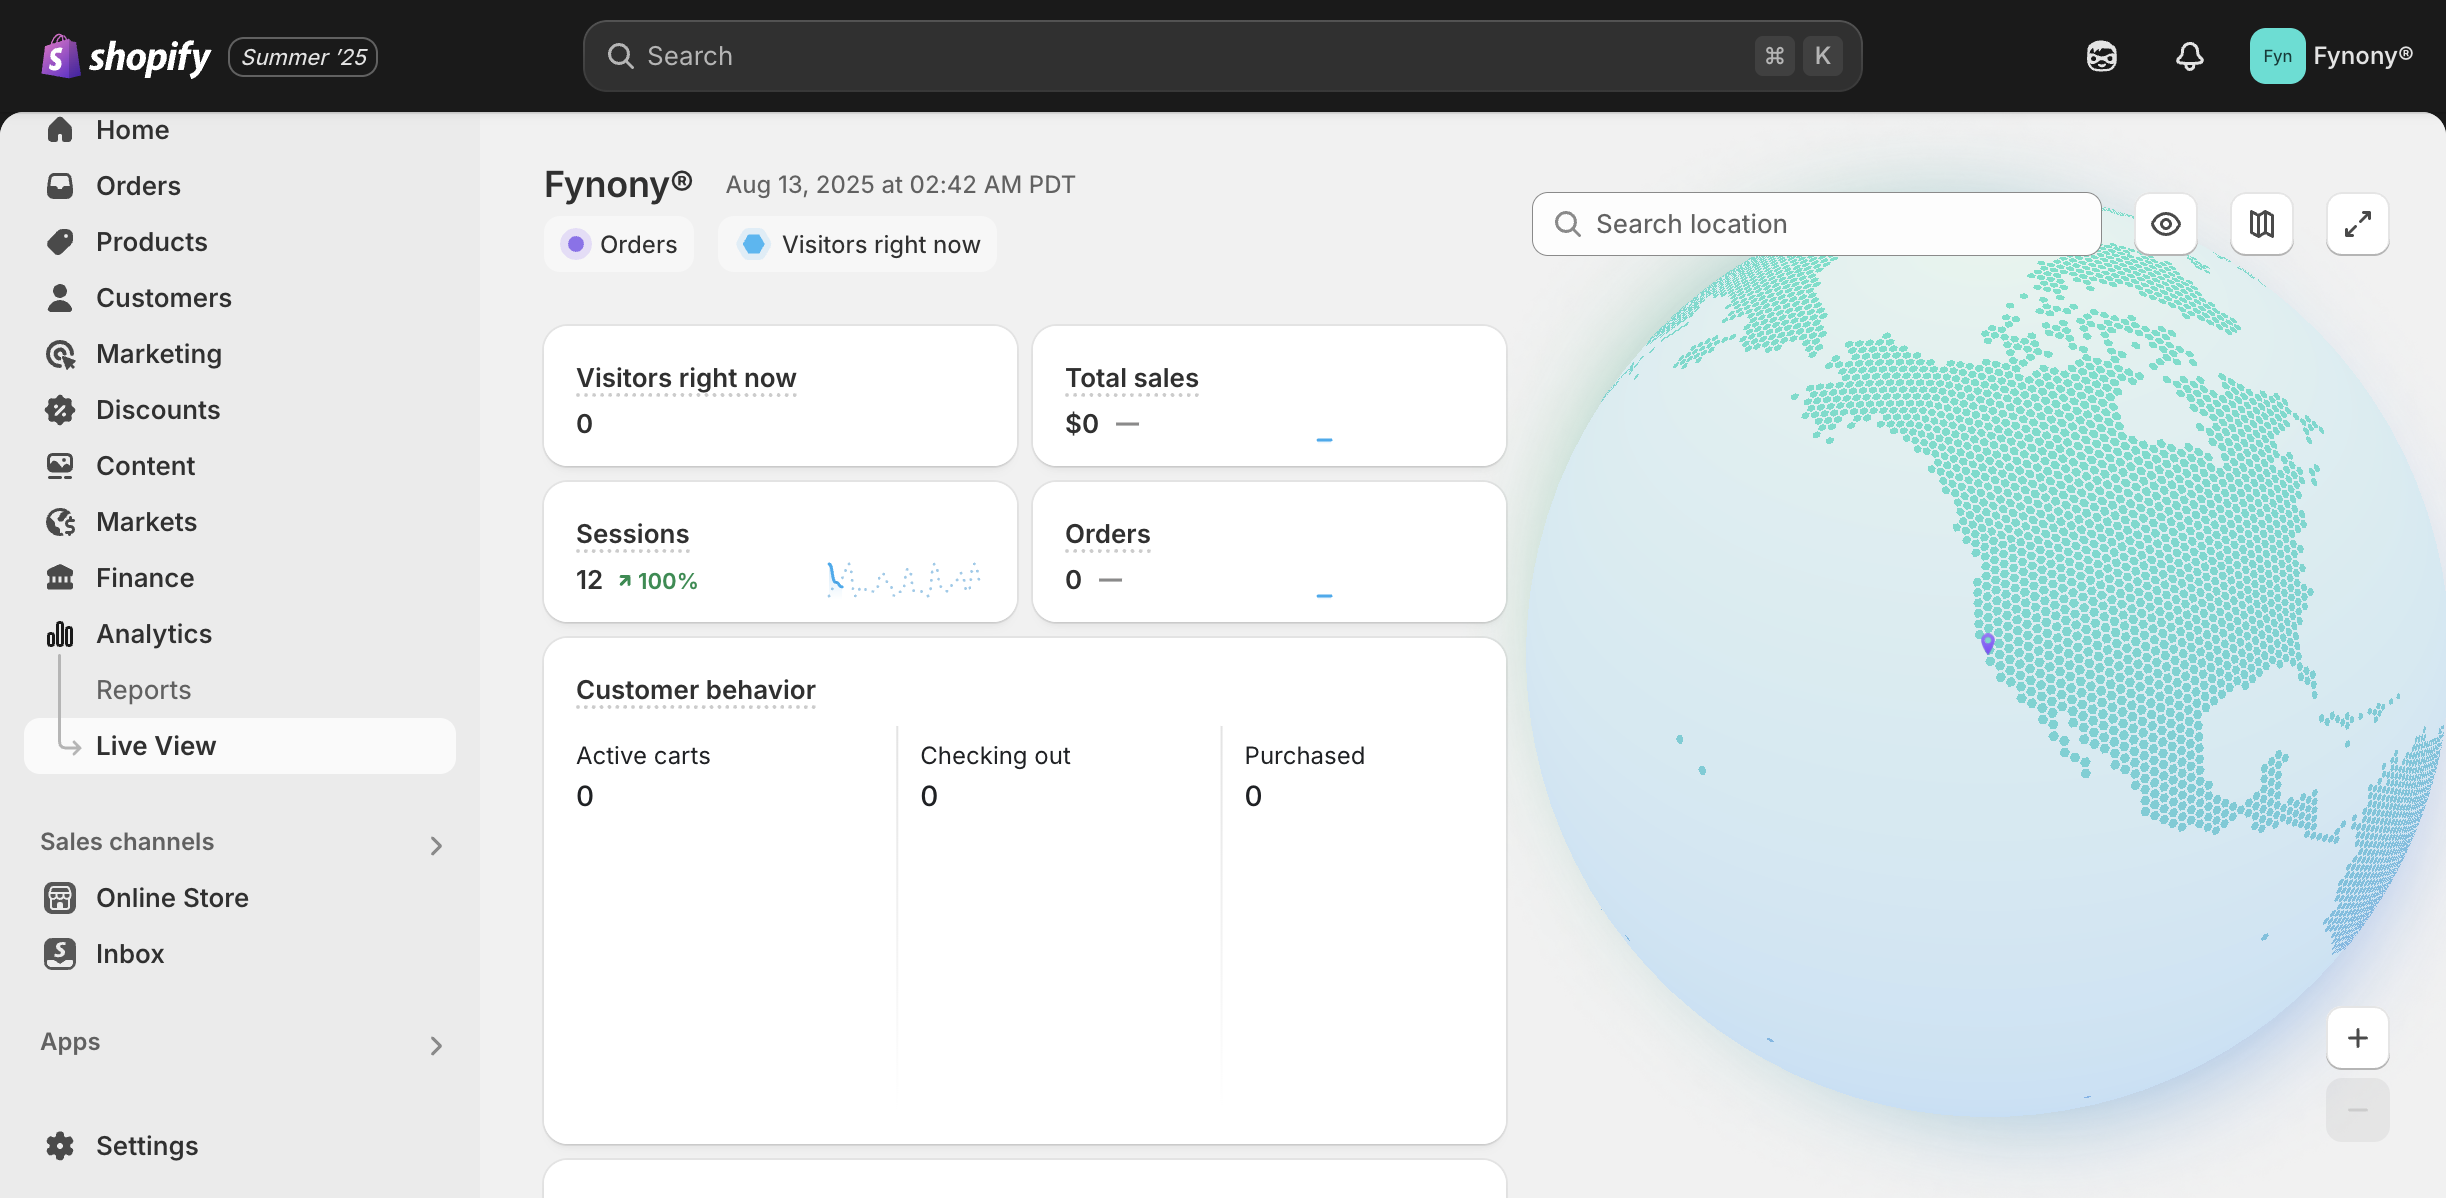 shopify
Summer '25
Search
⌘ K
Fyn
Fynony®
Home
Orders
Products
Customers
Marketing
Discounts
Content
Markets
Finance
Analytics
Reports
Live View
Sales channels
Online Store
Inbox
Apps
Settings
Fynony® Aug 13, 2025 at 02:42 AM PDT
Orders
Visitors right now
Search location
Visitors right now
0
Total sales
$0 —
Sessions
12 100%
Orders
0 —
Customer behavior
Active carts
0
Checking out
0
Purchased
0